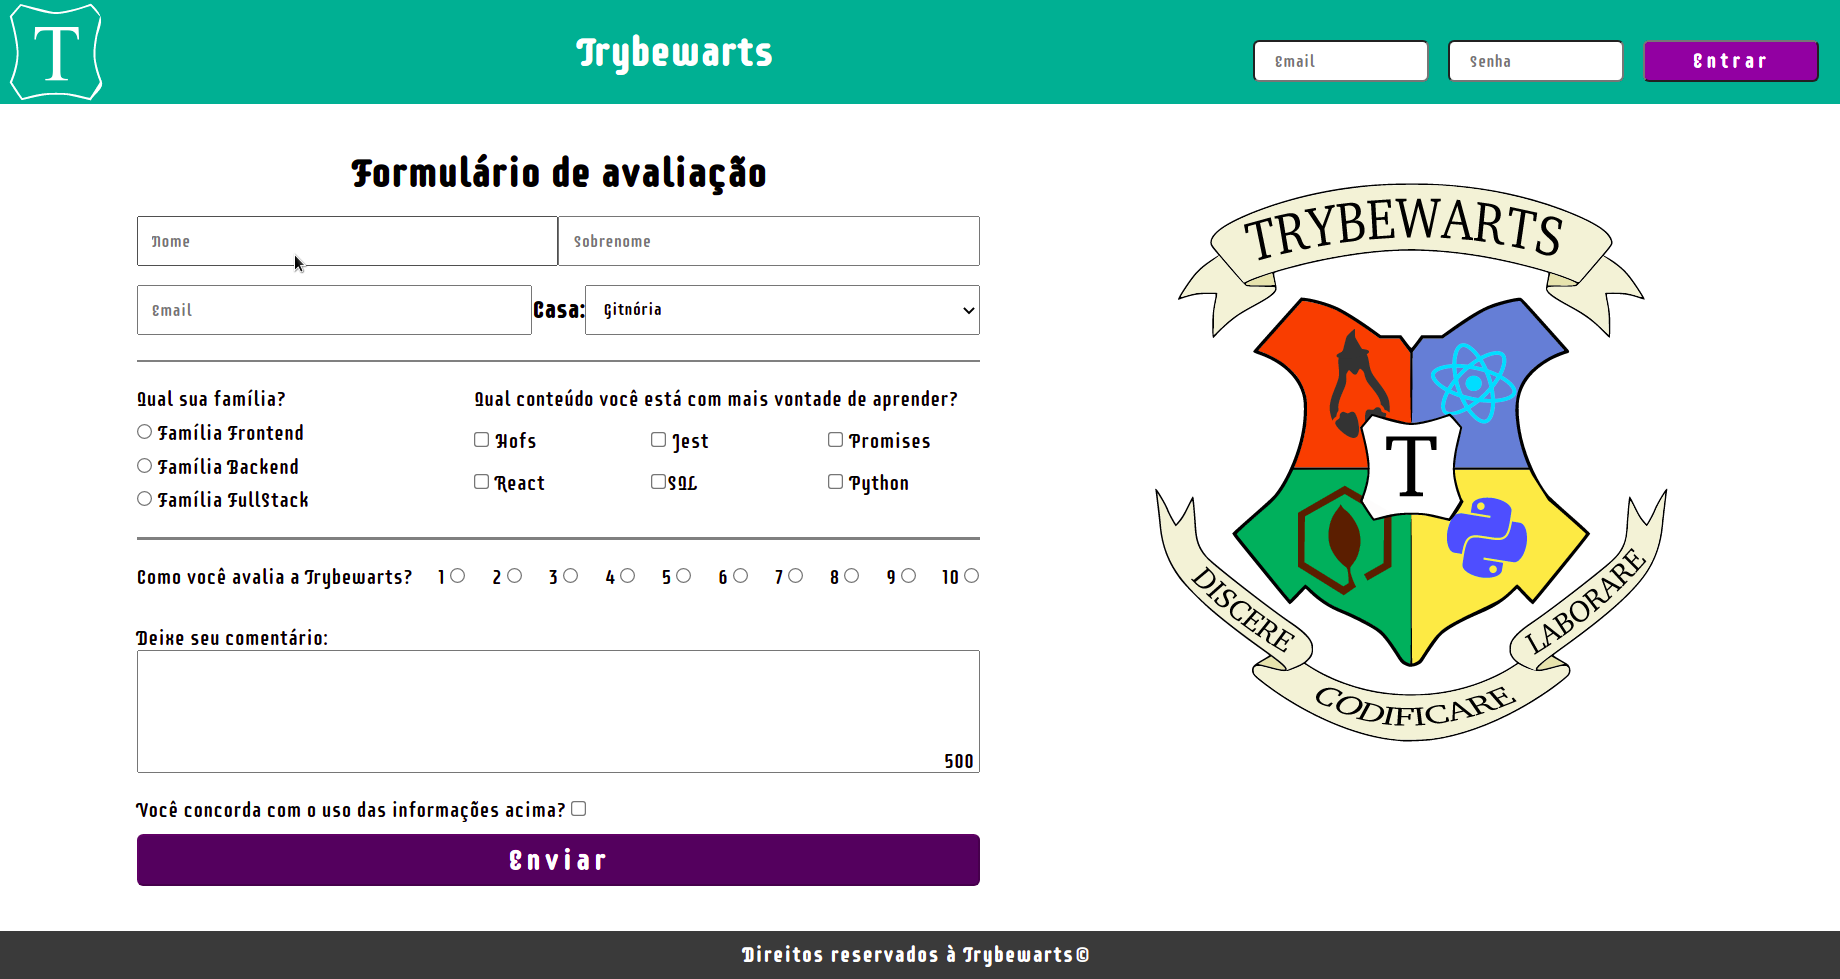 T
Trybewarts
Email
Senha
Entrar
Formulário de avaliação
Nome
Sobrenome
Email
Casa:
Gitnória
Qual sua família?
Família Frontend
Família Backend
Família FullStack
Qual conteúdo você está com mais vontade de aprender?
Hofs
Jest
Promises
React
SQL
Python
Como você avalia a Trybewarts? 1 2 3 4 5 6 7 8 9 10
Deixe seu comentário:
500
Você concorda com o uso das informações acima?
Enviar
TRYBEWARTS
T
DISCERE
CODIFICARE
LABORARE
Direitos reservados à Trybewarts©